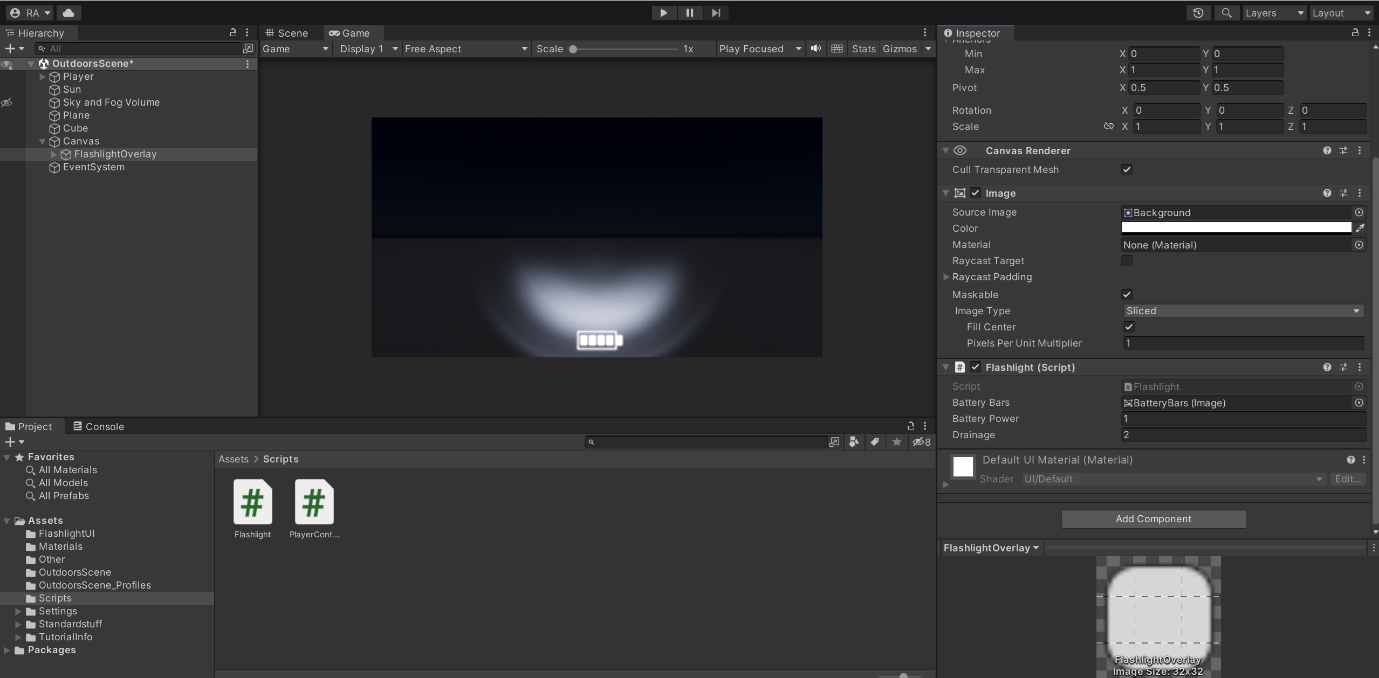 RA
Layers
Layout
Hierarchy
All
OutdoorsScene*
Player
Sun
Sky and Fog Volume
Plane
Cube
Canvas
FlashlightOverlay
EventSystem
Scene
Game
Game
Display 1
Free Aspect
Scale
1x
Play Focused
Stats
Gizmos
Inspector
Anchors
Min X 0 Y 0
Max X 1 Y 1
Pivot X 0.5 Y 0.5
Rotation X 0 Y 0 Z 0
Scale X 1 Y 1 Z 1
Canvas Renderer
Cull Transparent Mesh
Image
Source Image Background
Color
Material None (Material)
Raycast Target
Raycast Padding
Maskable
Image Type Sliced
Fill Center
Pixels Per Unit Multiplier 1
# Flashlight (Script)
Script Flashlight
Battery Bars BatteryBars (Image)
Battery Power 1
Drainage 2
Default UI Material (Material)
Shader UI/Default Edit...
Add Component
FlashlightOverlay
FlashlightOverlay
Image Size: 32x32
Project
Console
8
Favorites
All Materials
All Models
All Prefabs
Assets
FlashlightUI
Materials
Other
OutdoorsScene
OutdoorsScene_Profiles
Scripts
Settings
Standardstuff
TutorialInfo
Packages
Assets > Scripts
# #
Flashlight PlayerCont...